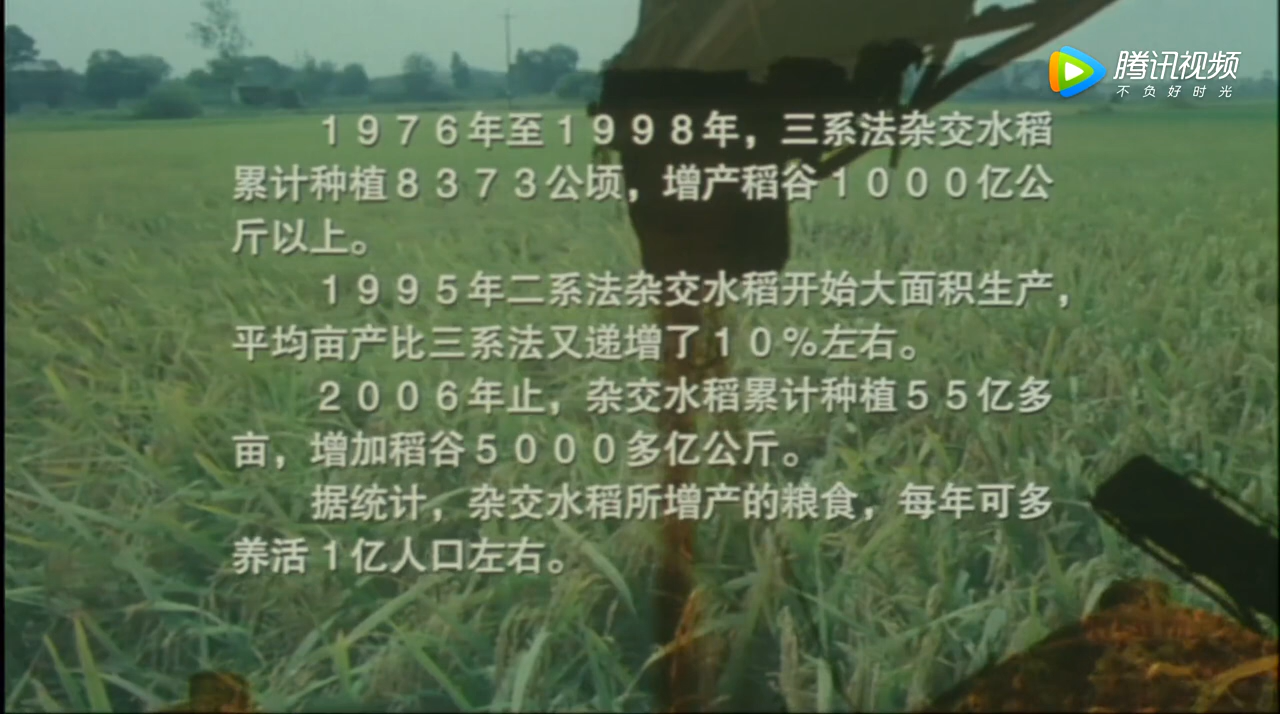 腾讯视频
不负好时光
1976年至1998年，三系法杂交水稻
累计种植8373公顷，增产稻谷1000亿公
斤以上。
1995年二系法杂交水稻开始大面积生产，
平均亩产比三系法又递增了10%左右。
2006年止，杂交水稻累计种植55亿多
亩，增加稻谷5000多亿公斤。
据统计，杂交水稻所增产的粮食，每年可多
养活1亿人口左右。